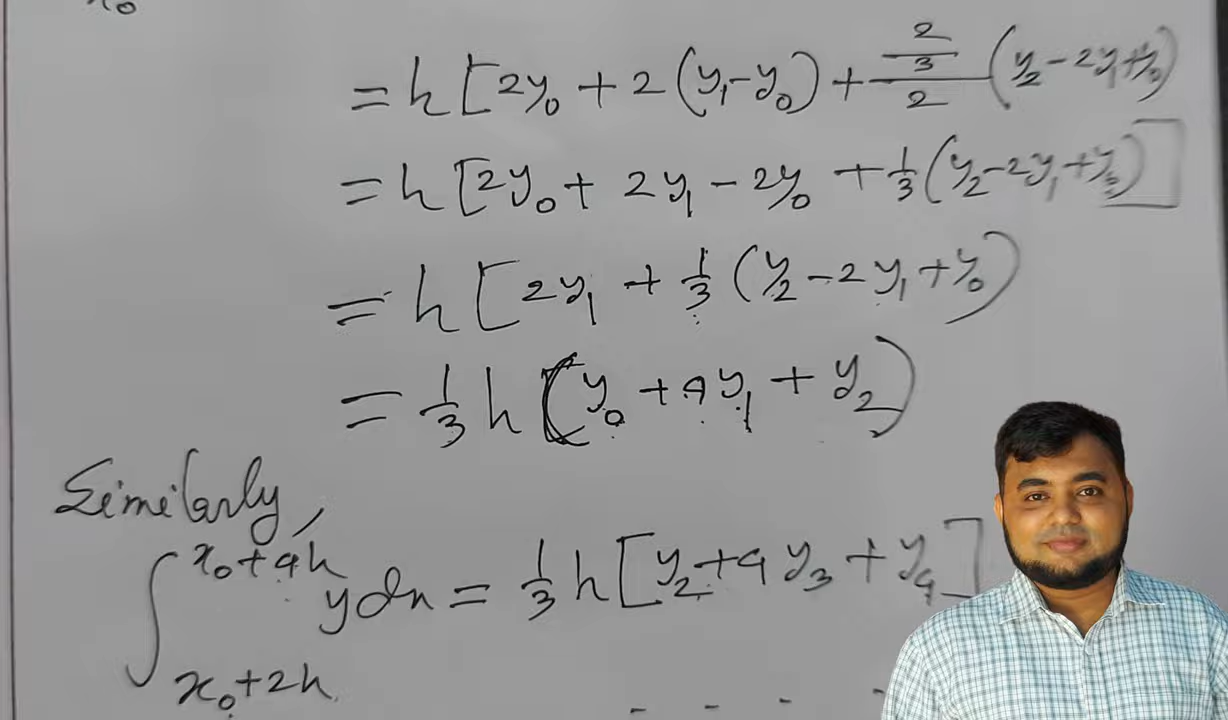 x₀
= h [2y₀ + 2 (y₁ - y₀) + (2/3)/2 (y₂ - 2y₁ + y₀)
= h [2y₀ + 2y₁ - 2y₀ + 1/3 (y₂ - 2y₁ + y₀)]
= h [2y₁ + 1/3 (y₂ - 2y₁ + y₀)
= 1/3 h (y₀ + 4y₁ + y₂)
Similarly,
∫_{x₀+2h}^{x₀+4h} y dx = 1/3 h [y₂ + 4y₃ + y₄]